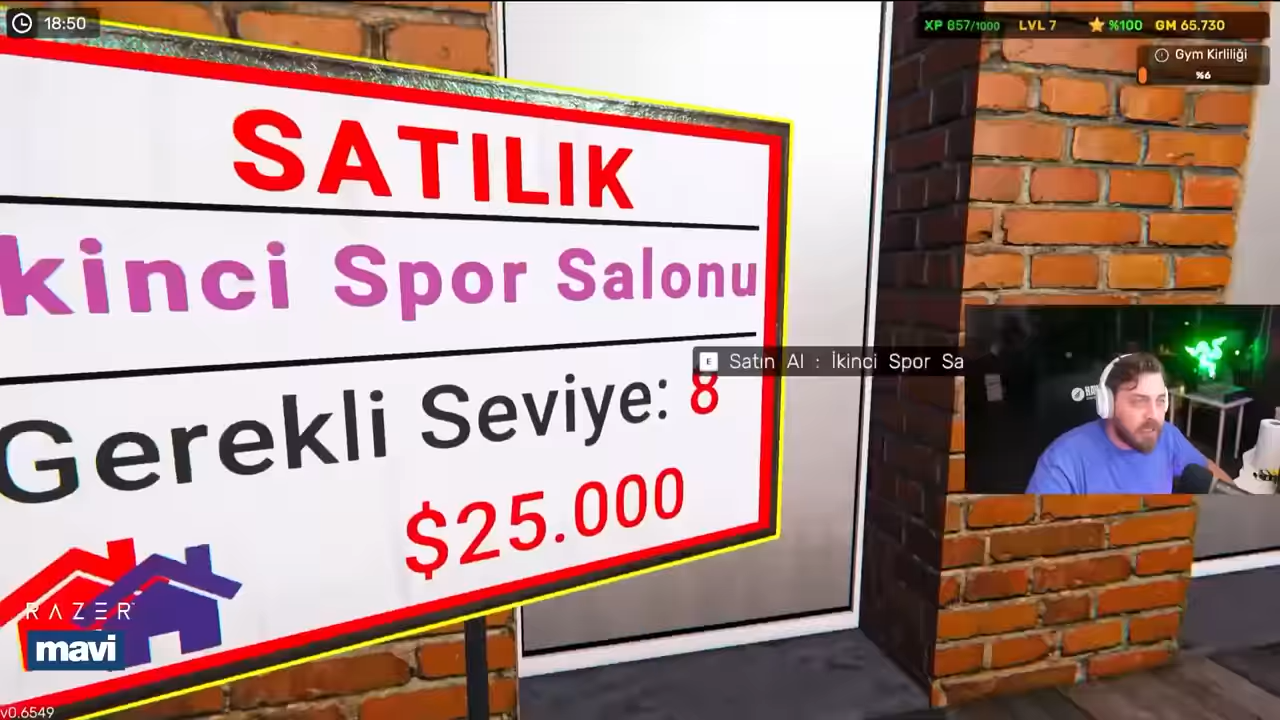 18:50
XP 857/1000 LVL 7 %100 GM 65.730
Gym Kirliliği
%6
SATILIK
kinci Spor Salonu
E Satın Al : İkinci Spor Sa
Gerekli Seviye: 8
$25.000
RAZER
mavi
v0.6549